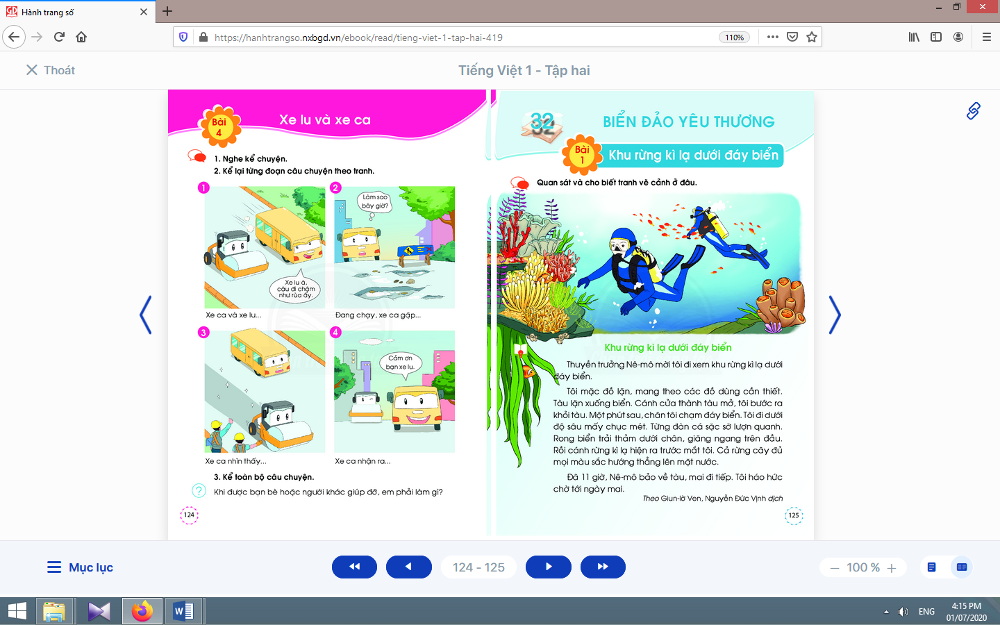 Hành trang số
https://hanhtrangso.nxbgd.vn/ebook/read/tieng-viet-1-tap-hai-419
110%
Thoát
Tiếng Việt 1 - Tập hai
Bài
4
Xe lu và xe ca
1. Nghe kể chuyện.
2. Kể lại từng đoạn câu chuyện theo tranh.
1
Xe lu à,
cậu đi chậm
như rùa ấy.
Xe ca và xe lu...
2
Làm sao
bây giờ?
Đang chạy, xe ca gặp...
3
Xe ca nhìn thấy...
4
Cảm ơn
bạn xe lu.
Xe ca nhận ra...
3. Kể toàn bộ câu chuyện.
? Khi được bạn bè hoặc người khác giúp đỡ, em phải làm gì?
124
32
BIỂN ĐẢO YÊU THƯƠNG
Bài
1
Khu rừng kì lạ dưới đáy biển
Quan sát và cho biết tranh vẽ cảnh ở đâu.
Khu rừng kì lạ dưới đáy biển
Thuyền trưởng Nê-mô mời tôi đi xem khu rừng kì lạ dưới
đáy biển.
Tôi mặc đồ lặn, mang theo các đồ dùng cần thiết.
Tàu lặn xuống biển. Cánh cửa thành tàu mở, tôi bước ra
khỏi tàu. Một phút sau, chân tôi chạm đáy biển. Tôi đi dưới
độ sâu mấy chục mét. Từng đàn cá sặc sỡ lượn quanh.
Rong biển trải thảm dưới chân, giăng ngang trên đầu.
Rồi cánh rừng kì lạ hiện ra trước mắt tôi. Cả rừng cây đủ
mọi màu sắc hướng thẳng lên mặt nước.
Đã 11 giờ, Nê-mô bảo về tàu, mai đi tiếp. Tôi háo hức
chờ tới ngày mai.
Theo Giun-lờ Ven, Nguyễn Đức Vịnh dịch
125
Mục lục
124 - 125
100 %
ENG
4:15 PM
01/07/2020